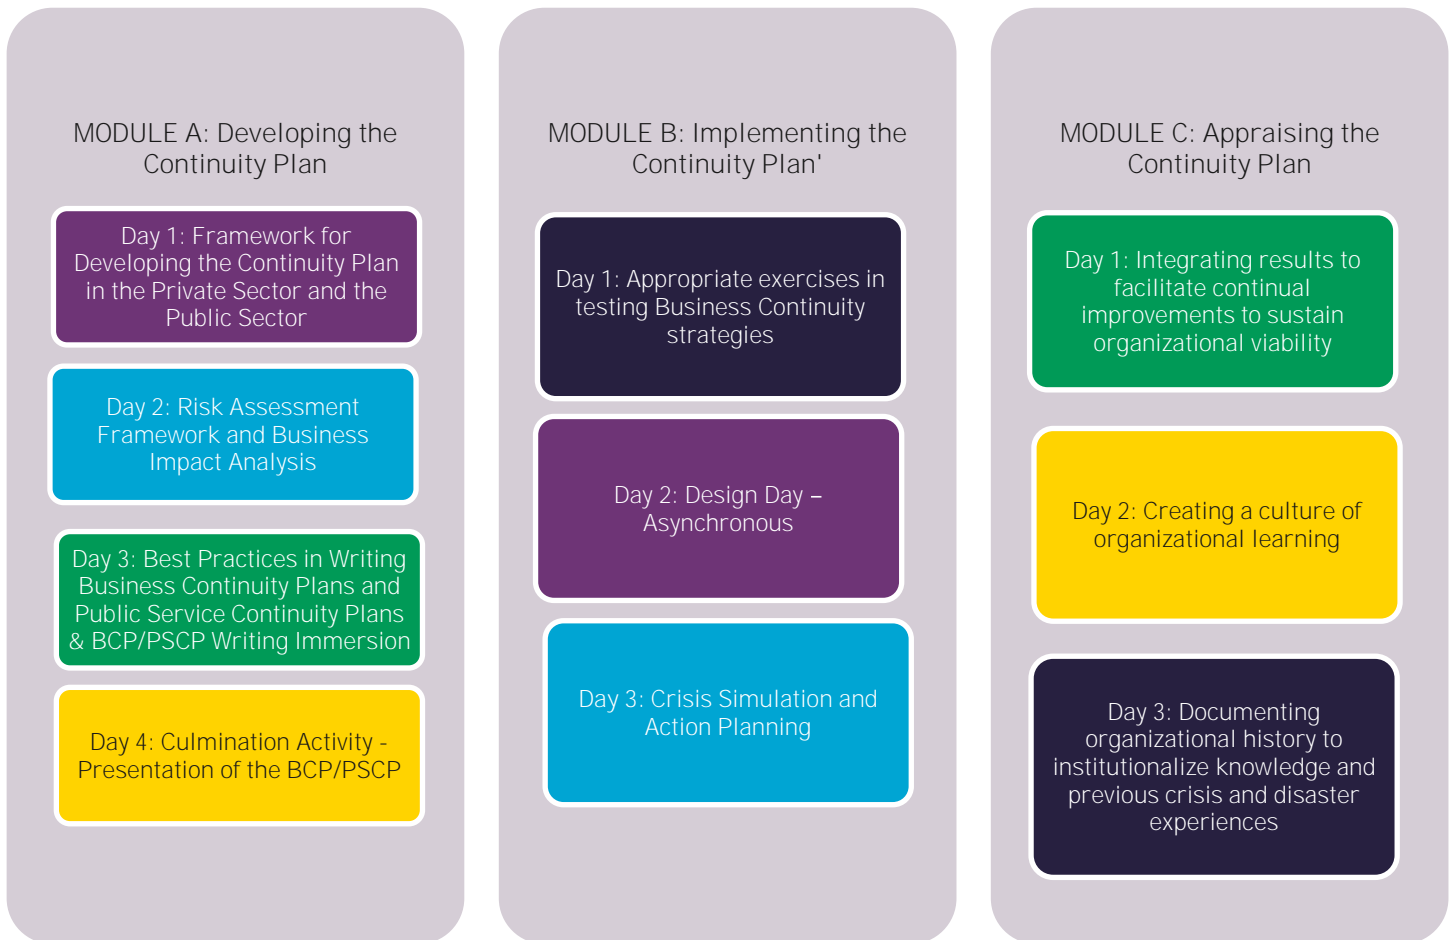 MODULE A: Developing the
Continuity Plan
Day 1: Framework for
Developing the Continuity Plan
in the Private Sector and the
Public Sector
Day 2: Risk Assessment
Framework and Business
Impact Analysis
Day 3: Best Practices in Writing
Business Continuity Plans and
Public Service Continuity Plans
& BCP/PSCP Writing Immersion
Day 4: Culmination Activity -
Presentation of the BCP/PSCP
MODULE B: Implementing the
Continuity Plan'
Day 1: Appropriate exercises in
testing Business Continuity
strategies
Day 2: Design Day –
Asynchronous
Day 3: Crisis Simulation and
Action Planning
MODULE C: Appraising the
Continuity Plan
Day 1: Integrating results to
facilitate continual
improvements to sustain
organizational viability
Day 2: Creating a culture of
organizational learning
Day 3: Documenting
organizational history to
institutionalize knowledge and
previous crisis and disaster
experiences